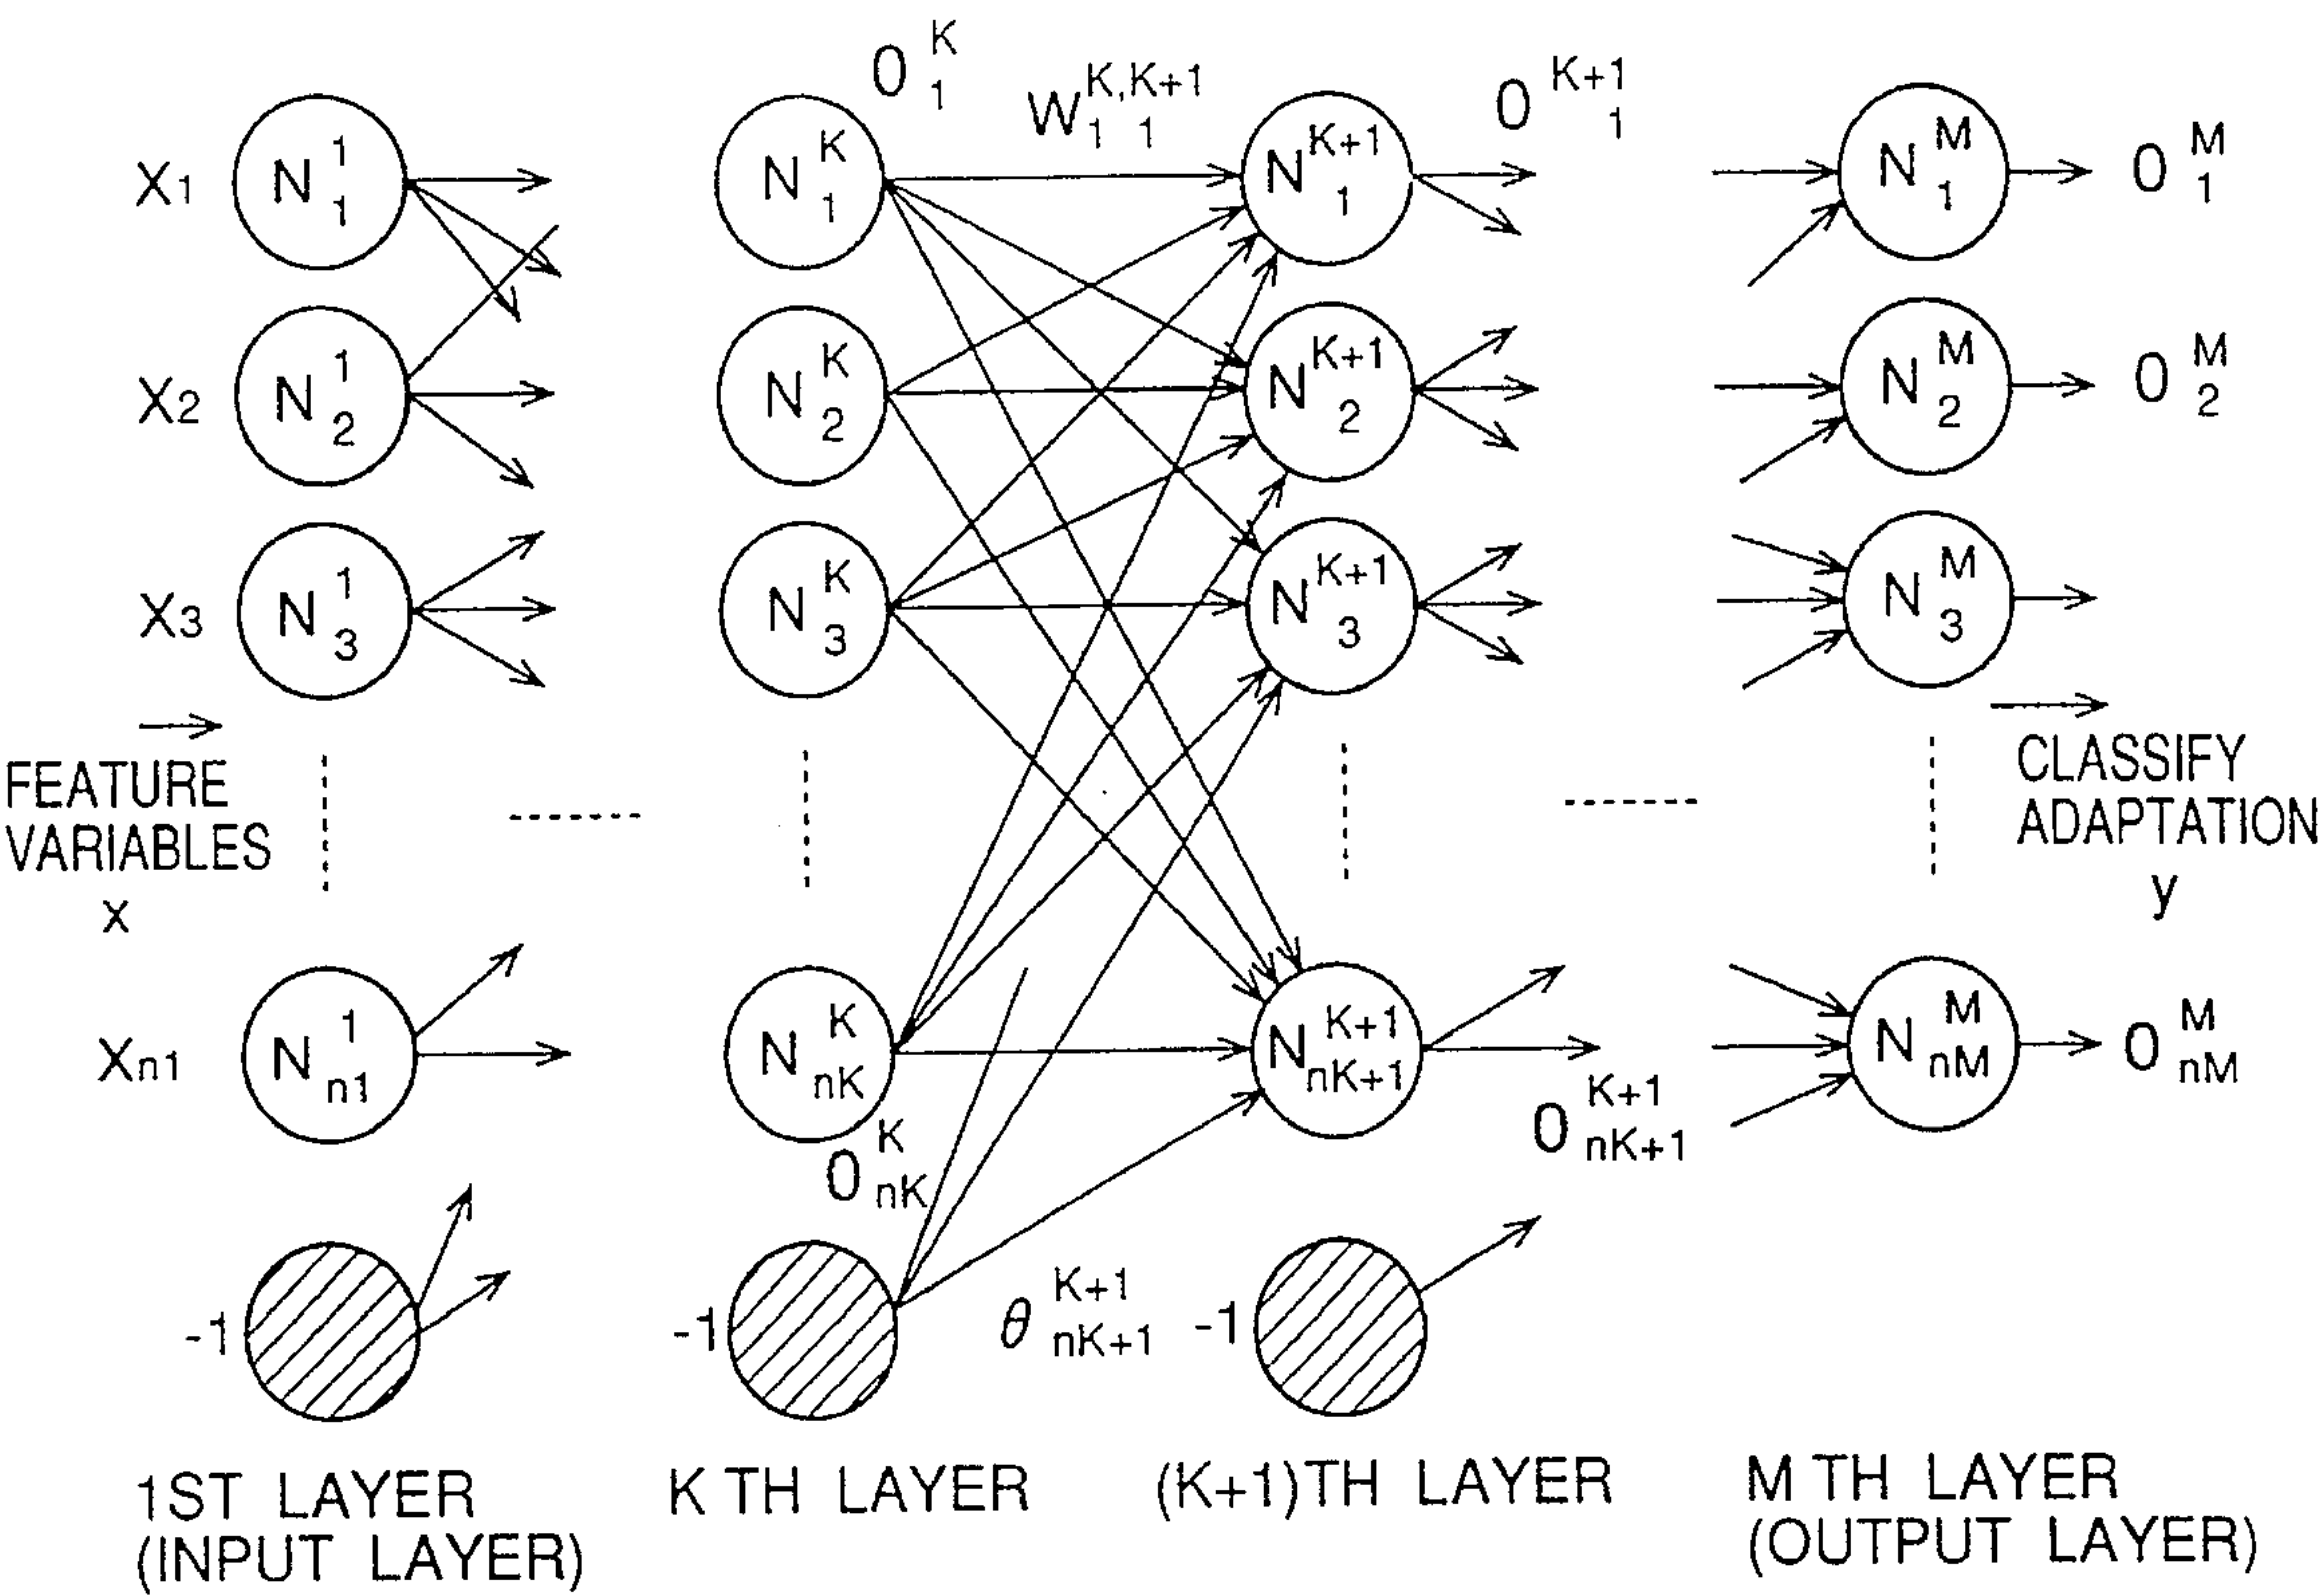 O 1 K
W 1 1 K,K+1
O 1 K+1
X1
N 1 1
N 1 K
N 1 K+1
N 1 M
O 1 M
X2
N 2 1
N 2 K
N 2 K+1
N 2 M
O 2 M
X3
N 3 1
N 3 K
N 3 K+1
N 3 M
FEATURE
VARIABLES
x
CLASSIFY
ADAPTATION
y
Xn1
N n1 1
N nK K
N nK+1 K+1
N nM M
O nM M
O nK K
O nK+1 K+1
-1
-1
θ nK+1 K+1
-1
1ST LAYER
(INPUT LAYER)
K TH LAYER
(K+1)TH LAYER
M TH LAYER
(OUTPUT LAYER)